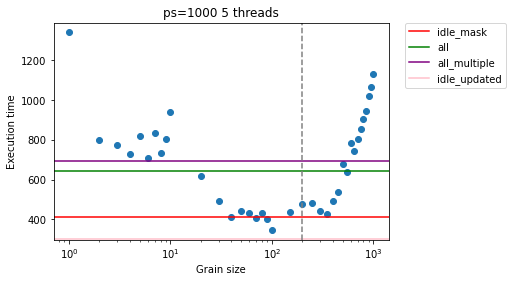 ps=1000 5 threads
idle_mask
all
all_multiple
idle_updated
Execution time
1200
1000
800
600
400
10⁰
10¹
10²
10³
Grain size